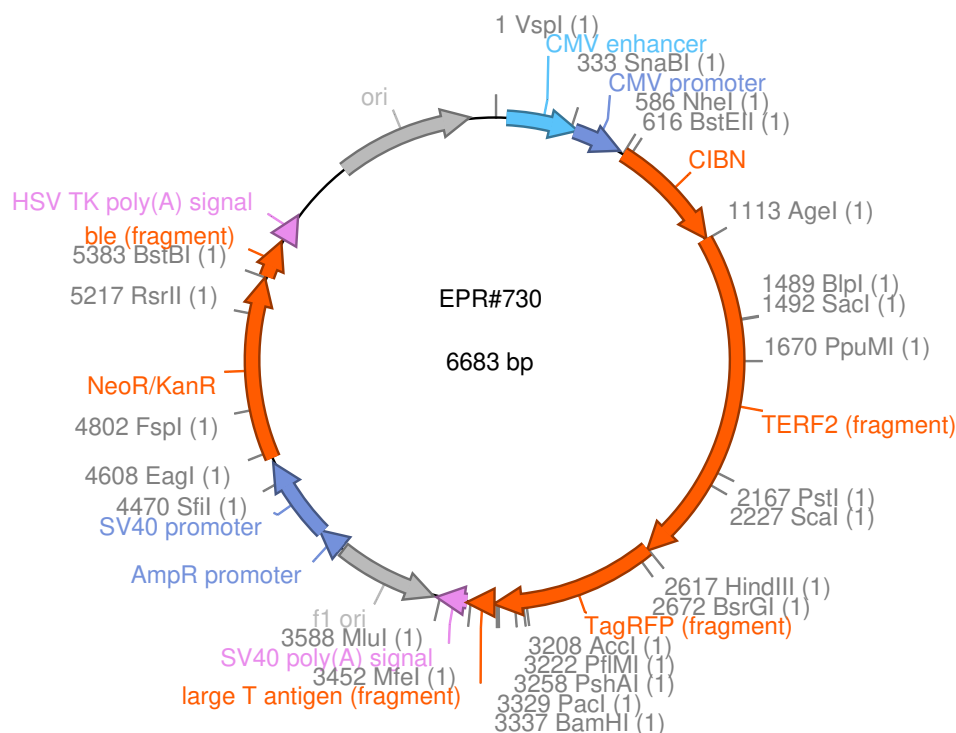 1 VspI (1)
CMV enhancer
333 SnaBI (1)
CMV promoter
586 NheI (1)
616 BstEII (1)
CIBN
1113 AgeI (1)
1489 BlpI (1)
1492 SacI (1)
1670 PpuMI (1)
TERF2 (fragment)
2167 PstI (1)
2227 ScaI (1)
2617 HindIII (1)
2672 BsrGI (1)
TagRFP (fragment)
3208 AccI (1)
3222 PflMI (1)
3258 PshAI (1)
3329 PacI (1)
3337 BamHI (1)
large T antigen (fragment)
3452 MfeI (1)
SV40 poly(A) signal
3588 MluI (1)
f1 ori
AmpR promoter
SV40 promoter
4470 SfiI (1)
4608 EagI (1)
4802 FspI (1)
NeoR/KanR
5217 RsrII (1)
5383 BstBI (1)
ble (fragment)
HSV TK poly(A) signal
ori
EPR#730
6683 bp